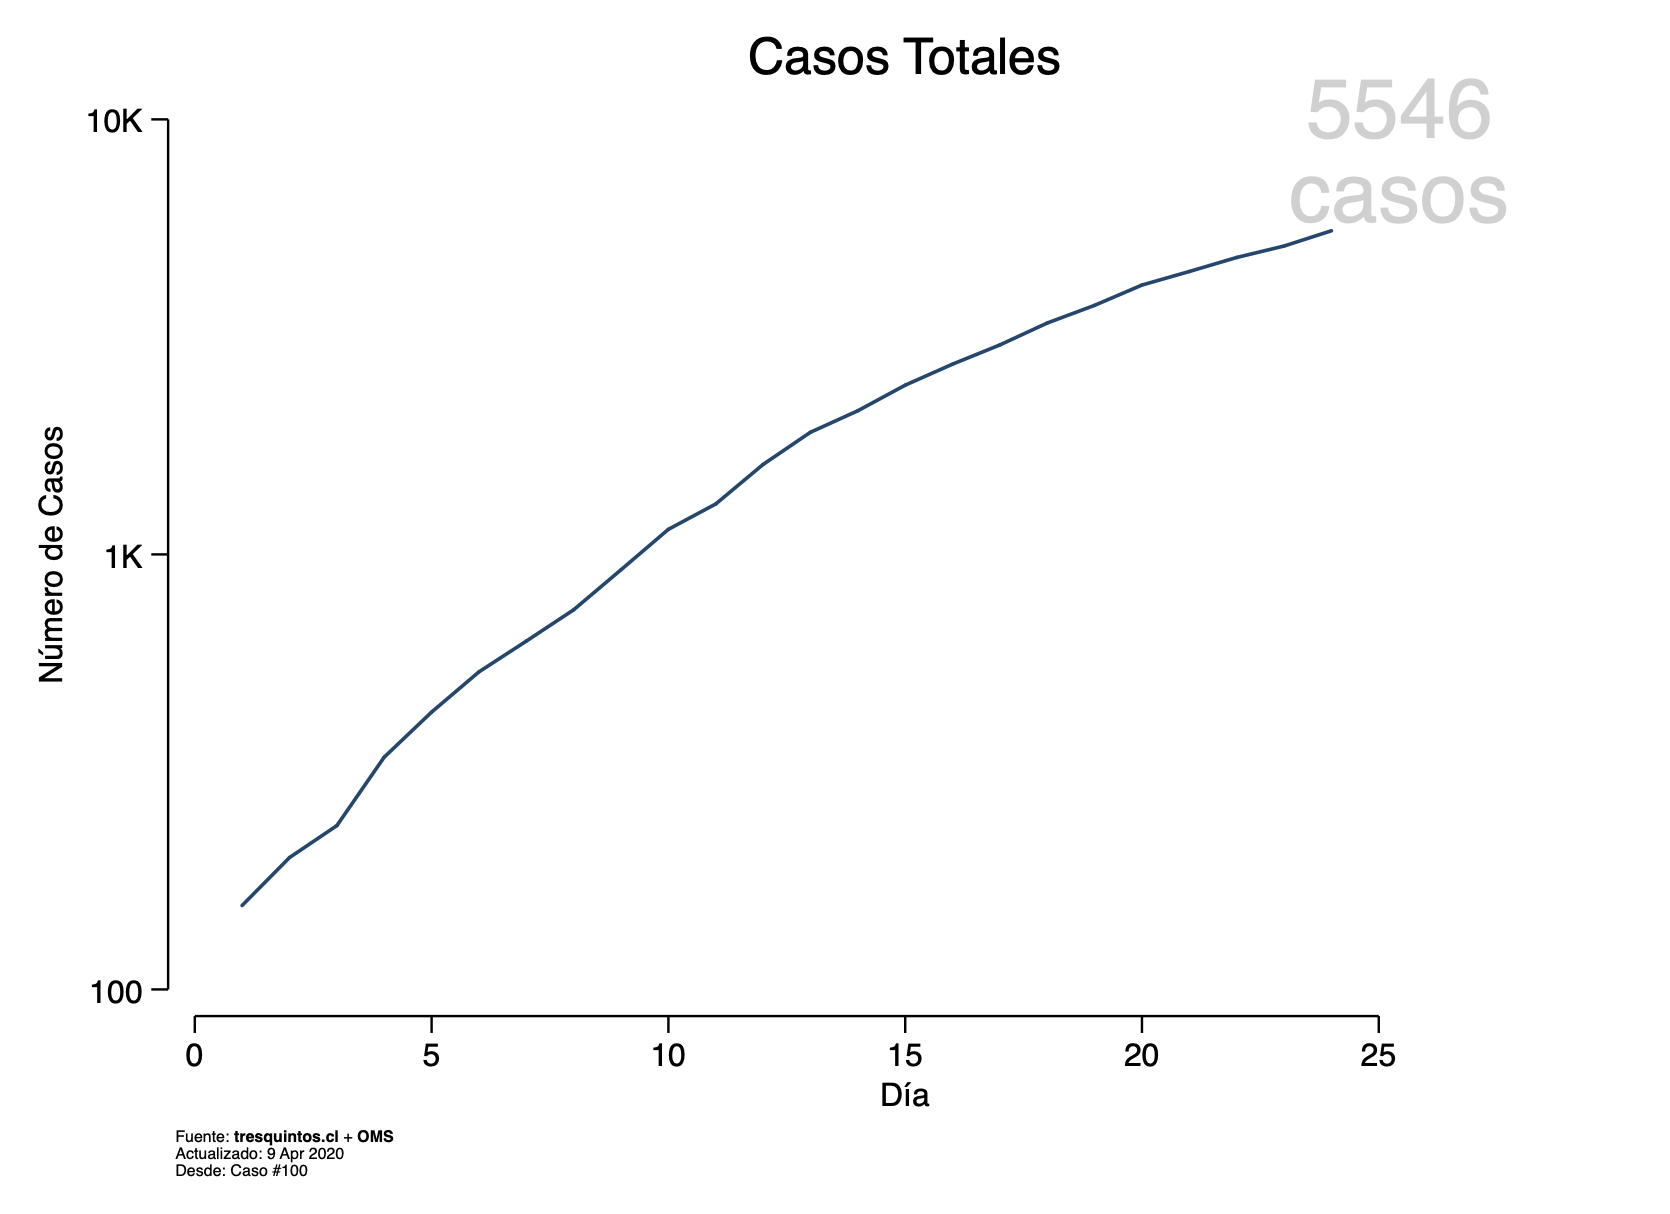 Casos Totales
5546
casos
10K
1K
100
Número de Casos
0 5 10 15 20 25
Día
Fuente: tresquintos.cl + OMS
Actualizado: 9 Apr 2020
Desde: Caso #100